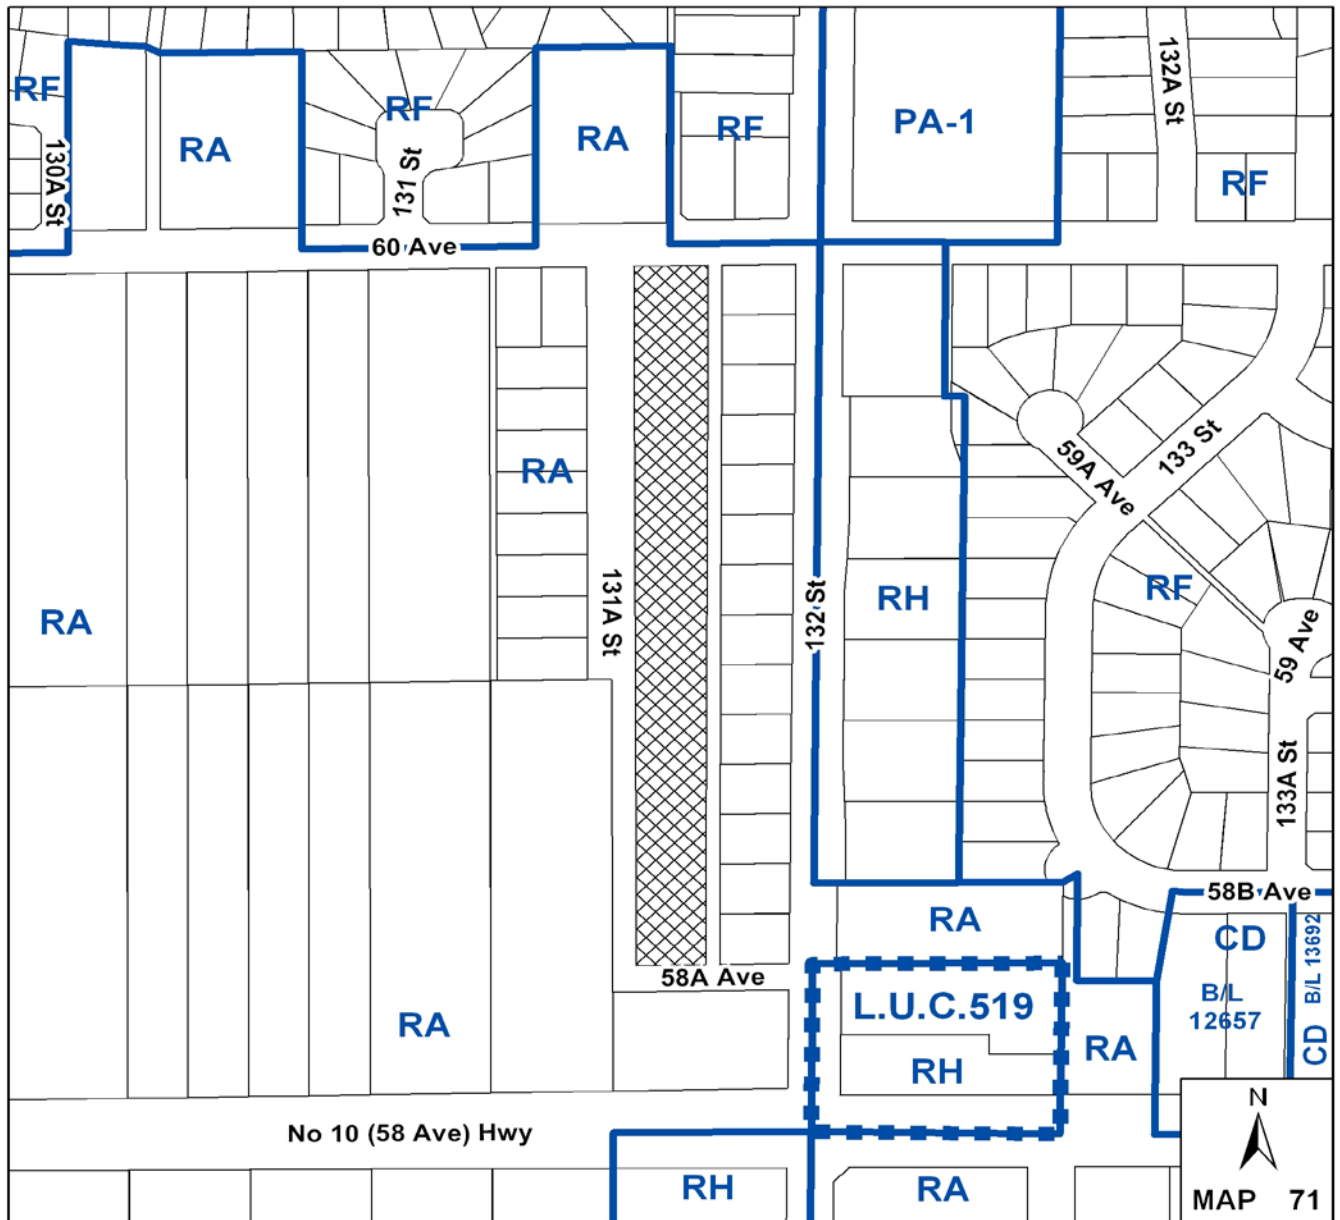 132A St
RF
RF
PA-1
RF
RA
RA
130A St
131 St
RF
60 Ave
133 St
RA
59A Ave
131A St
RF
RH
132 St
RA
59 Ave
133A St
58B Ave
RA
CD
B/L 13692
58A Ave
B/L
12657
L.U.C.519
RA
RA
CD
RH
N
No 10 (58 Ave) Hwy
RH
RA
MAP 71